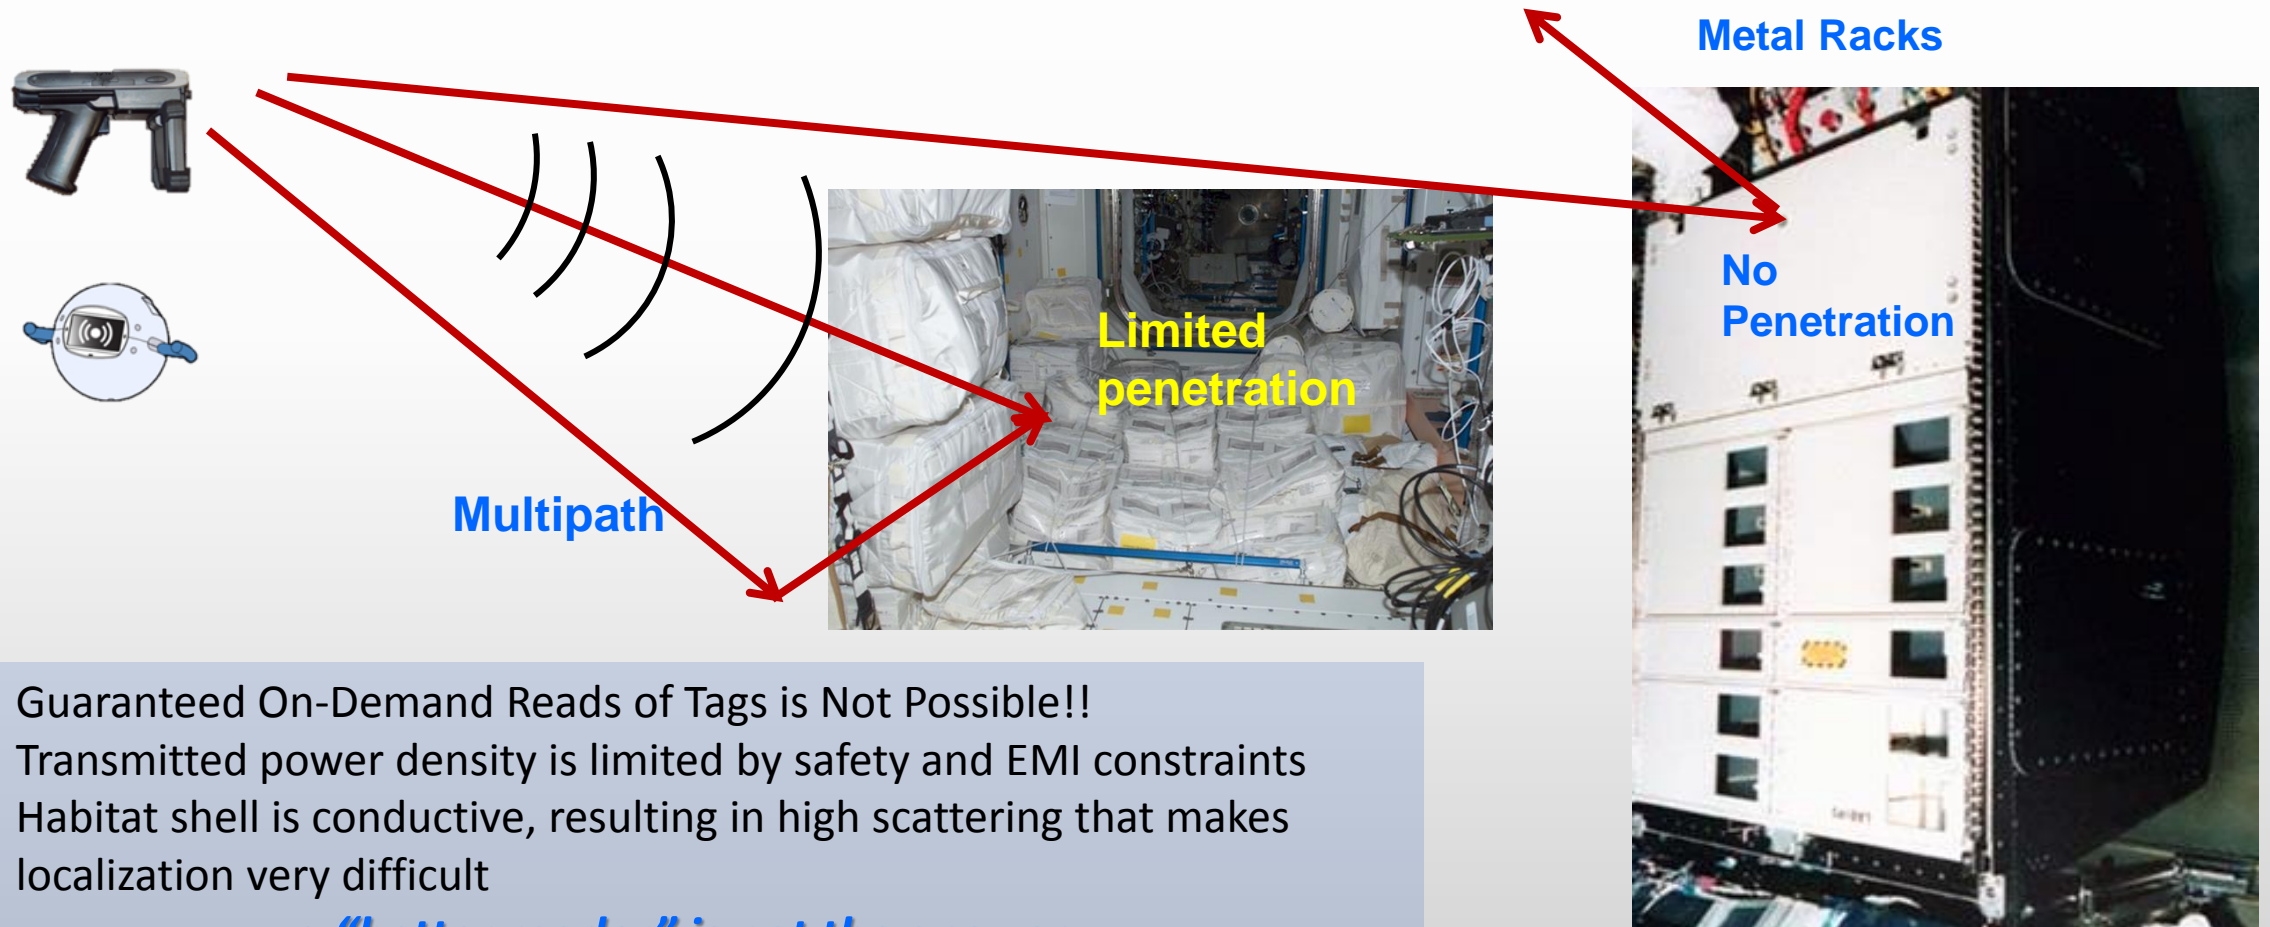 Metal Racks
No
Penetration
Limited
penetration
Multipath
Guaranteed On-Demand Reads of Tags is Not Possible!!
Transmitted power density is limited by safety and EMI constraints
Habitat shell is conductive, resulting in high scattering that makes
localization very difficult